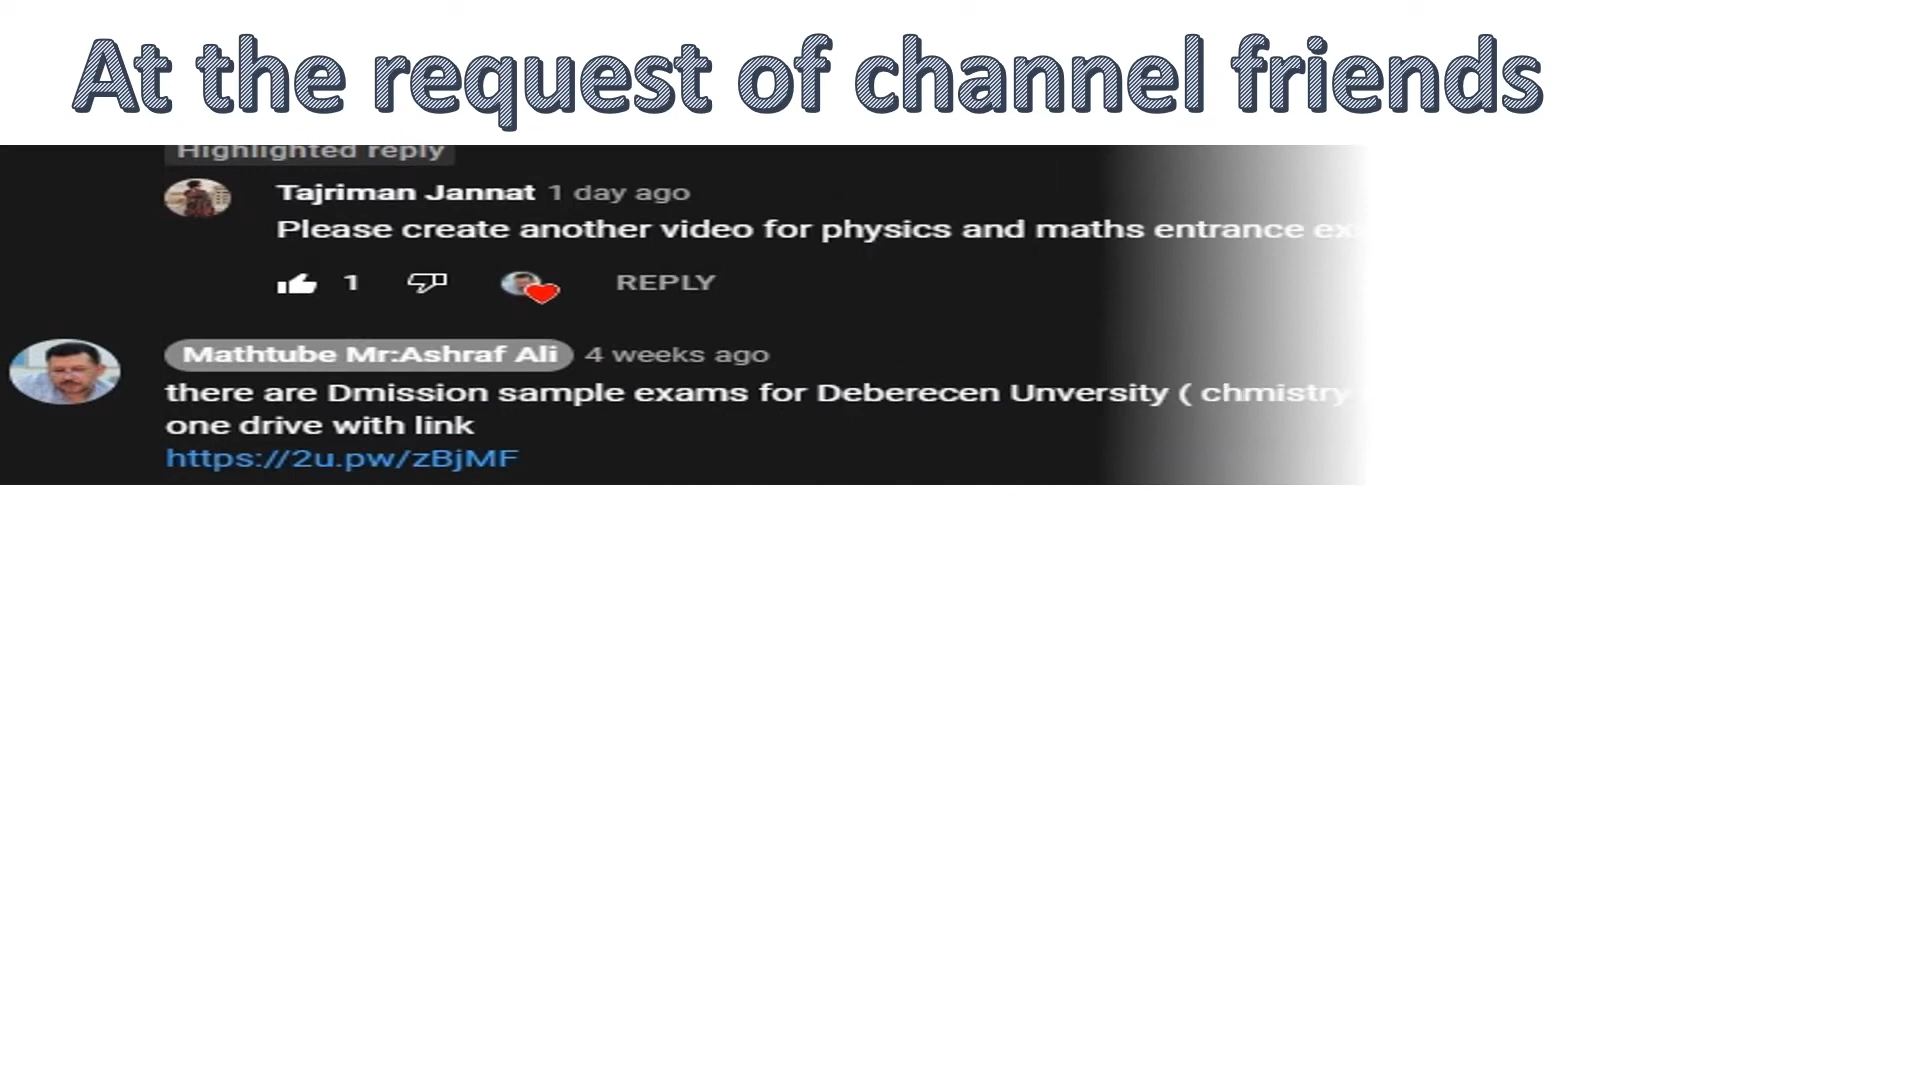 At the request of channel friends
Highlighted reply
Tajriman Jannat 1 day ago
Please create another video for physics and maths entrance
1
REPLY
Mathtube Mr:Ashraf Ali 4 weeks ago
there are Dmission sample exams for Deberecen Unversity ( chmistry
one drive with link
https://2u.pw/zBjMF